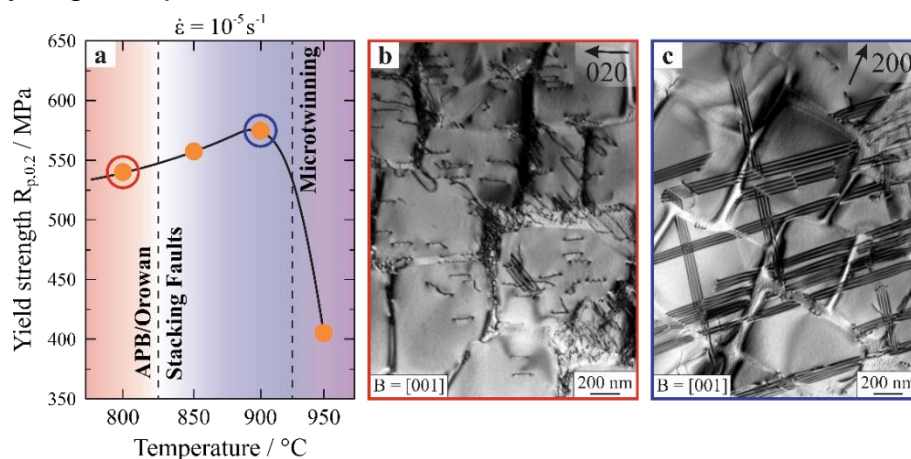 ε̇ = 10⁻⁵s⁻¹
a
650
600
550
500
450
400
350
Yield strength Rp,0.2 / MPa
APB/Orowan
Stacking Faults
Microtwinning
800 850 900 950
Temperature / °C
b
020
B = [001]
200 nm
c
200
B = [001]
200 nm